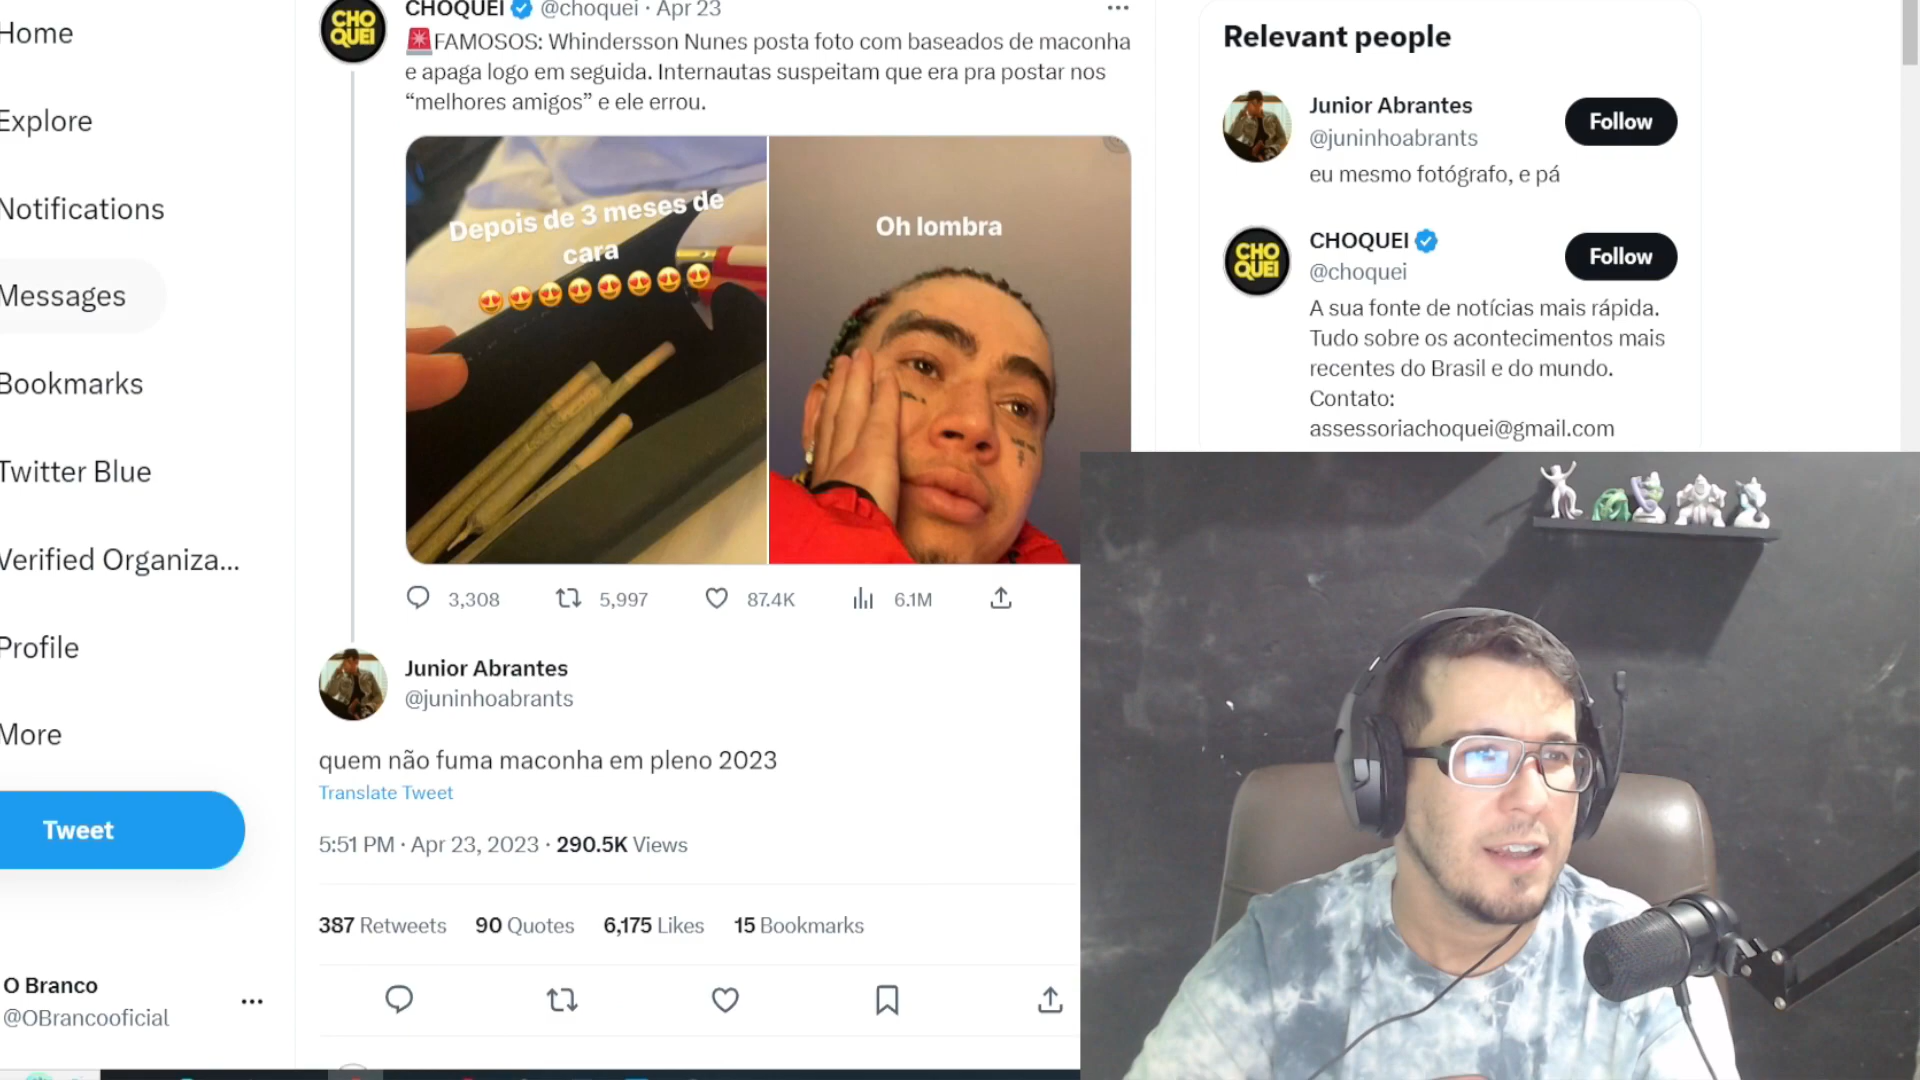 Home
Explore
Notifications
Messages
Bookmarks
Twitter Blue
Verified Organiza...
Profile
More
Tweet
O Branco
@OBrancooficial
...
CHO
QUEI
CHOQUEI @choquei · Apr 23
🚨FAMOSOS: Whindersson Nunes posta foto com baseados de maconha
e apaga logo em seguida. Internautas suspeitam que era pra postar nos
“melhores amigos” e ele errou.
Depois de 3 meses de
cara
😍😍😍😍😍😍😍😍
Oh lombra
3,308 5,997 87.4K 6.1M
Junior Abrantes
@juninhoabrants
quem não fuma maconha em pleno 2023
Translate Tweet
5:51 PM · Apr 23, 2023 · 290.5K Views
387 Retweets 90 Quotes 6,175 Likes 15 Bookmarks
Relevant people
Junior Abrantes
@juninhoabrants
Follow
eu mesmo fotógrafo, e pá
CHO
QUEI
CHOQUEI
@choquei
Follow
A sua fonte de notícias mais rápida.
Tudo sobre os acontecimentos mais
recentes do Brasil e do mundo.
Contato:
assessoriachoquei@gmail.com